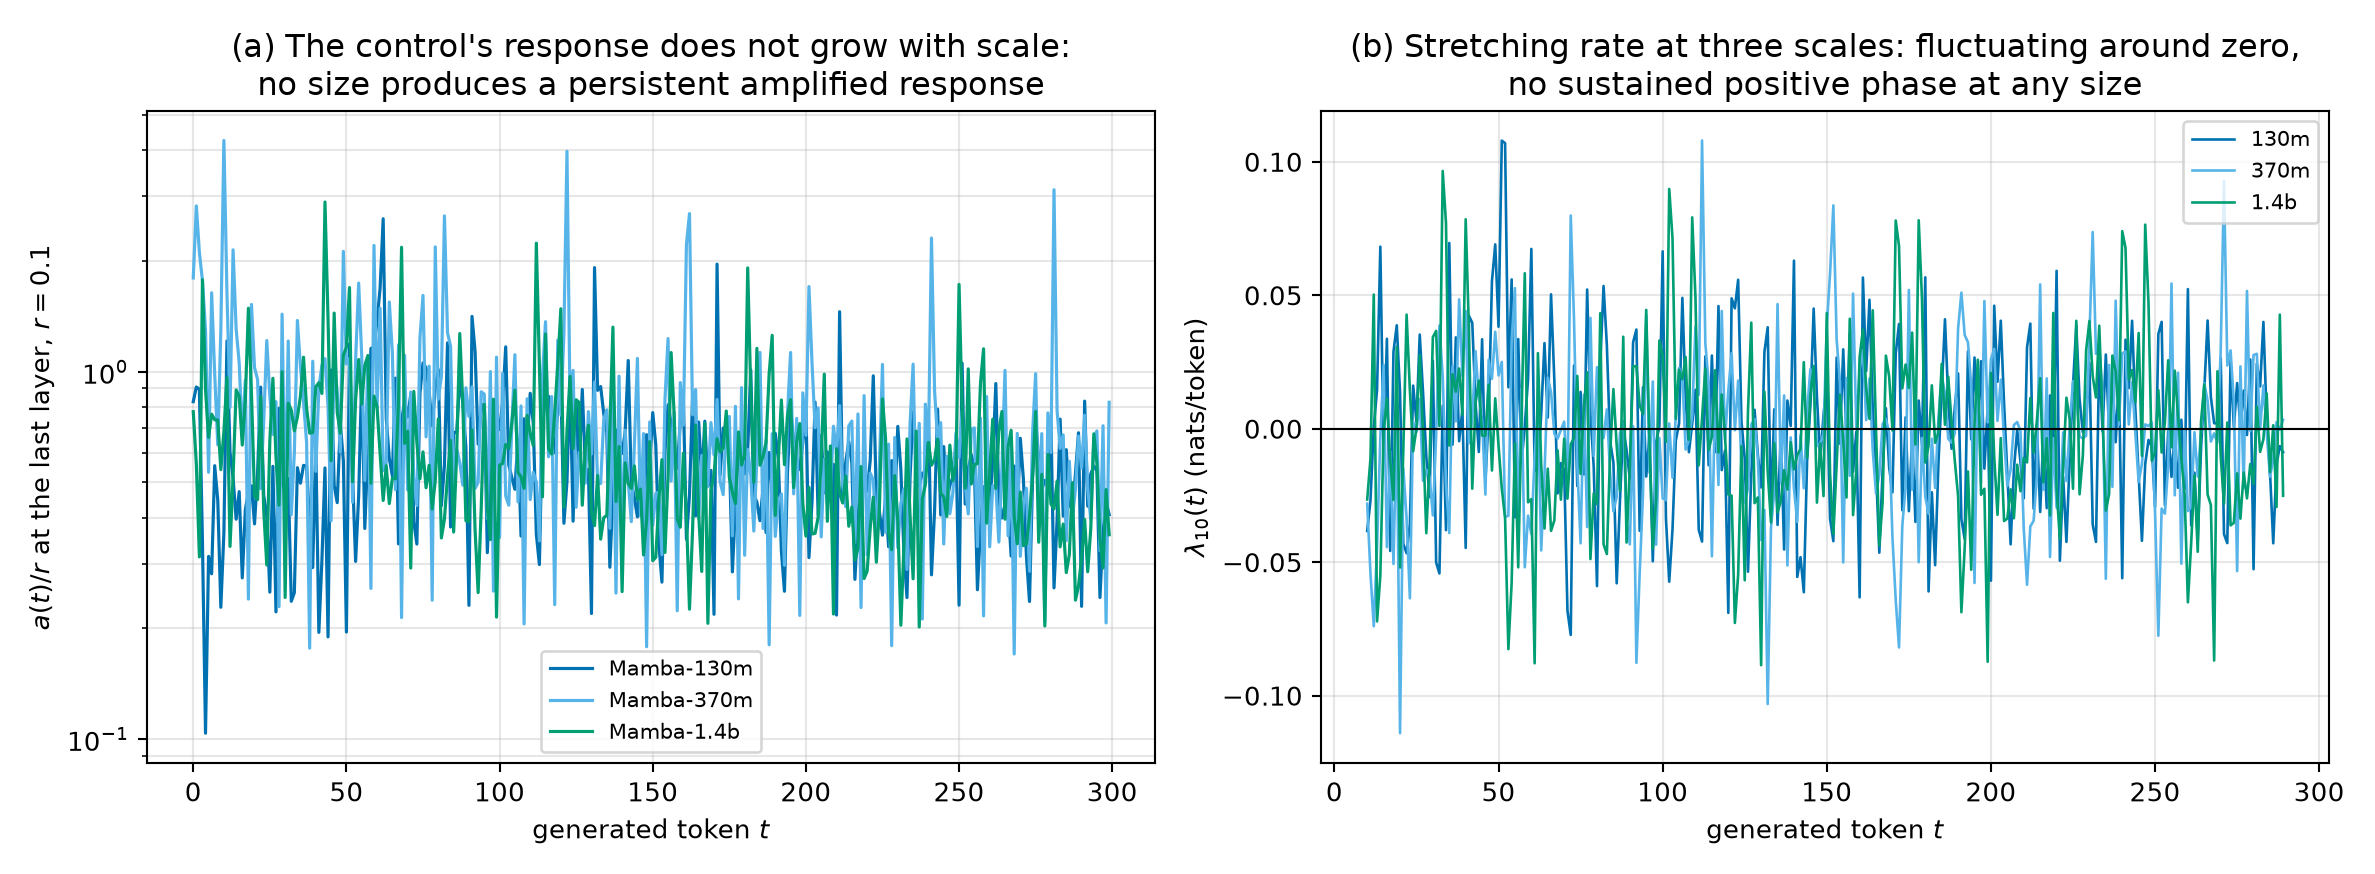 (a) The control's response does not grow with scale:
no size produces a persistent amplified response
a(t)/r at the last layer, r = 0.1
10⁰
10⁻¹
Mamba-130m
Mamba-370m
Mamba-1.4b
0 50 100 150 200 250 300
generated token t
(b) Stretching rate at three scales: fluctuating around zero,
no sustained positive phase at any size
λ₁₀(t) (nats/token)
0.10
0.05
0.00
−0.05
−0.10
130m
370m
1.4b
0 50 100 150 200 250 300
generated token t